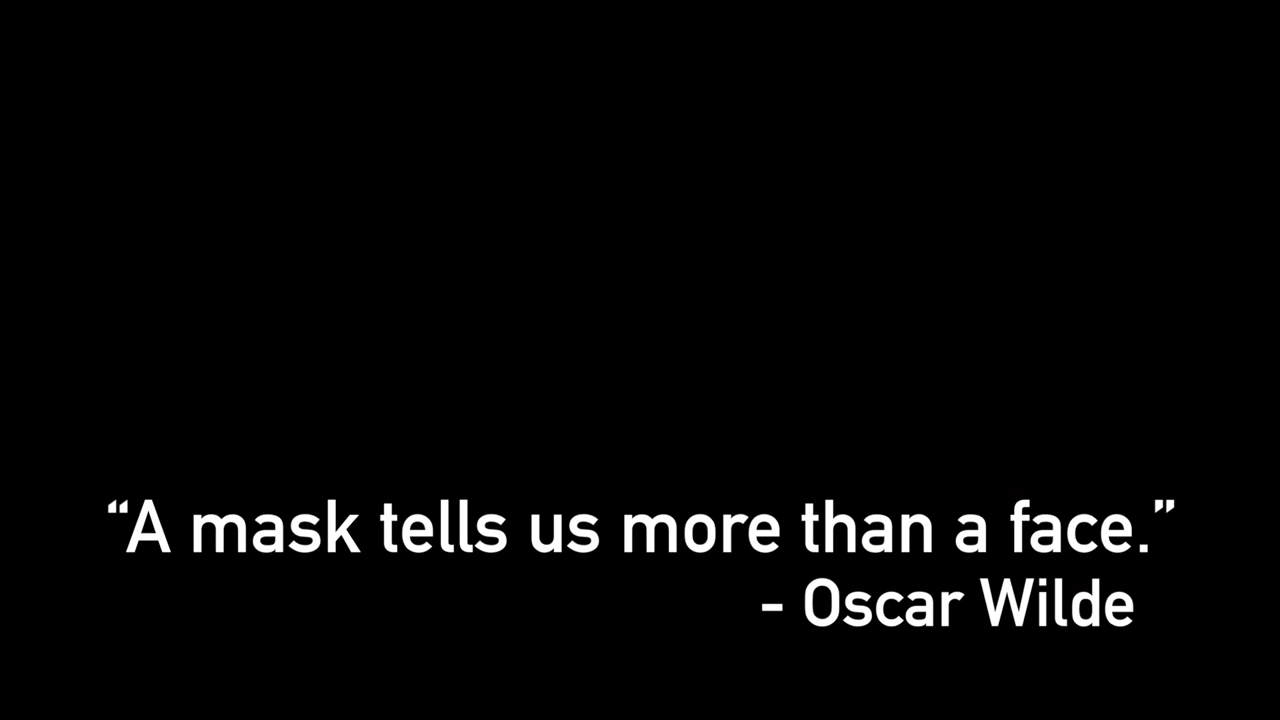 “A mask tells us more than a face.”
- Oscar Wilde